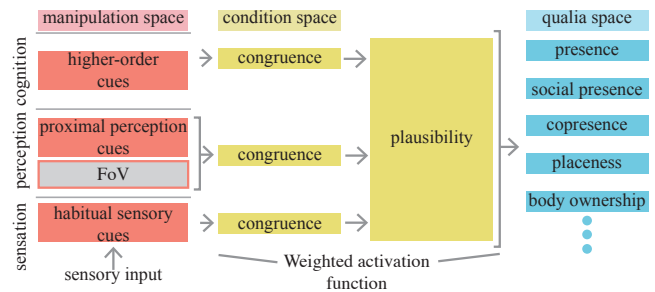 manipulation space
condition space
qualia space
cognition
higher-order
cues
congruence
perception
proximal perception
cues
FoV
congruence
sensation
habitual sensory
cues
congruence
sensory input
plausibility
Weighted activation
function
presence
social presence
copresence
placeness
body ownership